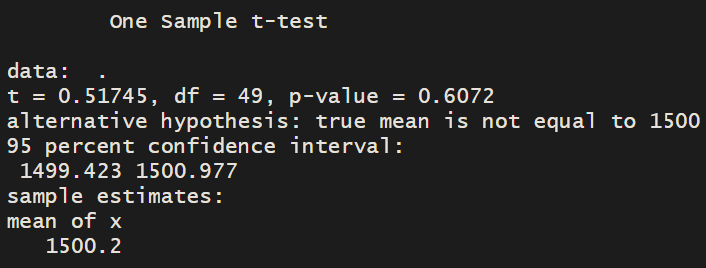 One Sample t-test
data:  .
t = 0.51745, df = 49, p-value = 0.6072
alternative hypothesis: true mean is not equal to 1500
95 percent confidence interval:
1499.423 1500.977
sample estimates:
mean of x
1500.2